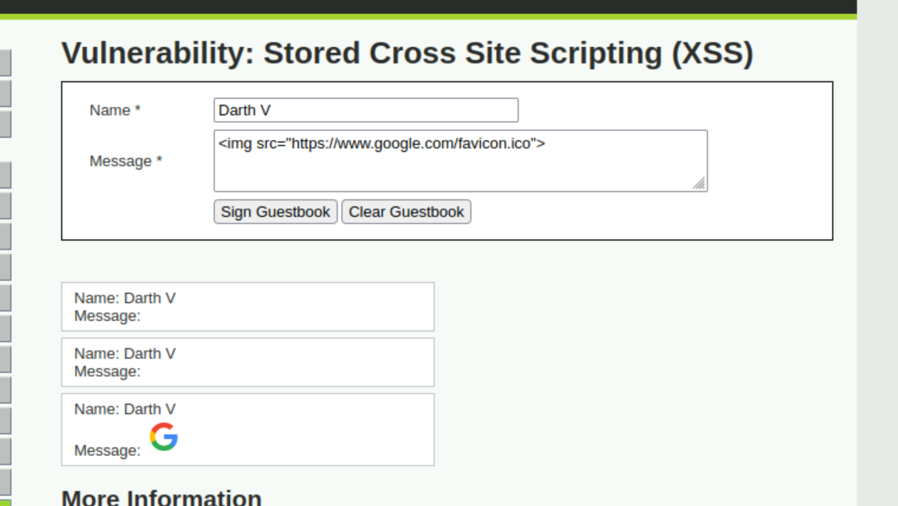 Vulnerability: Stored Cross Site Scripting (XSS)
Name * Darth V
Message * <img src="https://www.google.com/favicon.ico">
Sign Guestbook Clear Guestbook
Name: Darth V
Message:
Name: Darth V
Message:
Name: Darth V
Message:
More Information